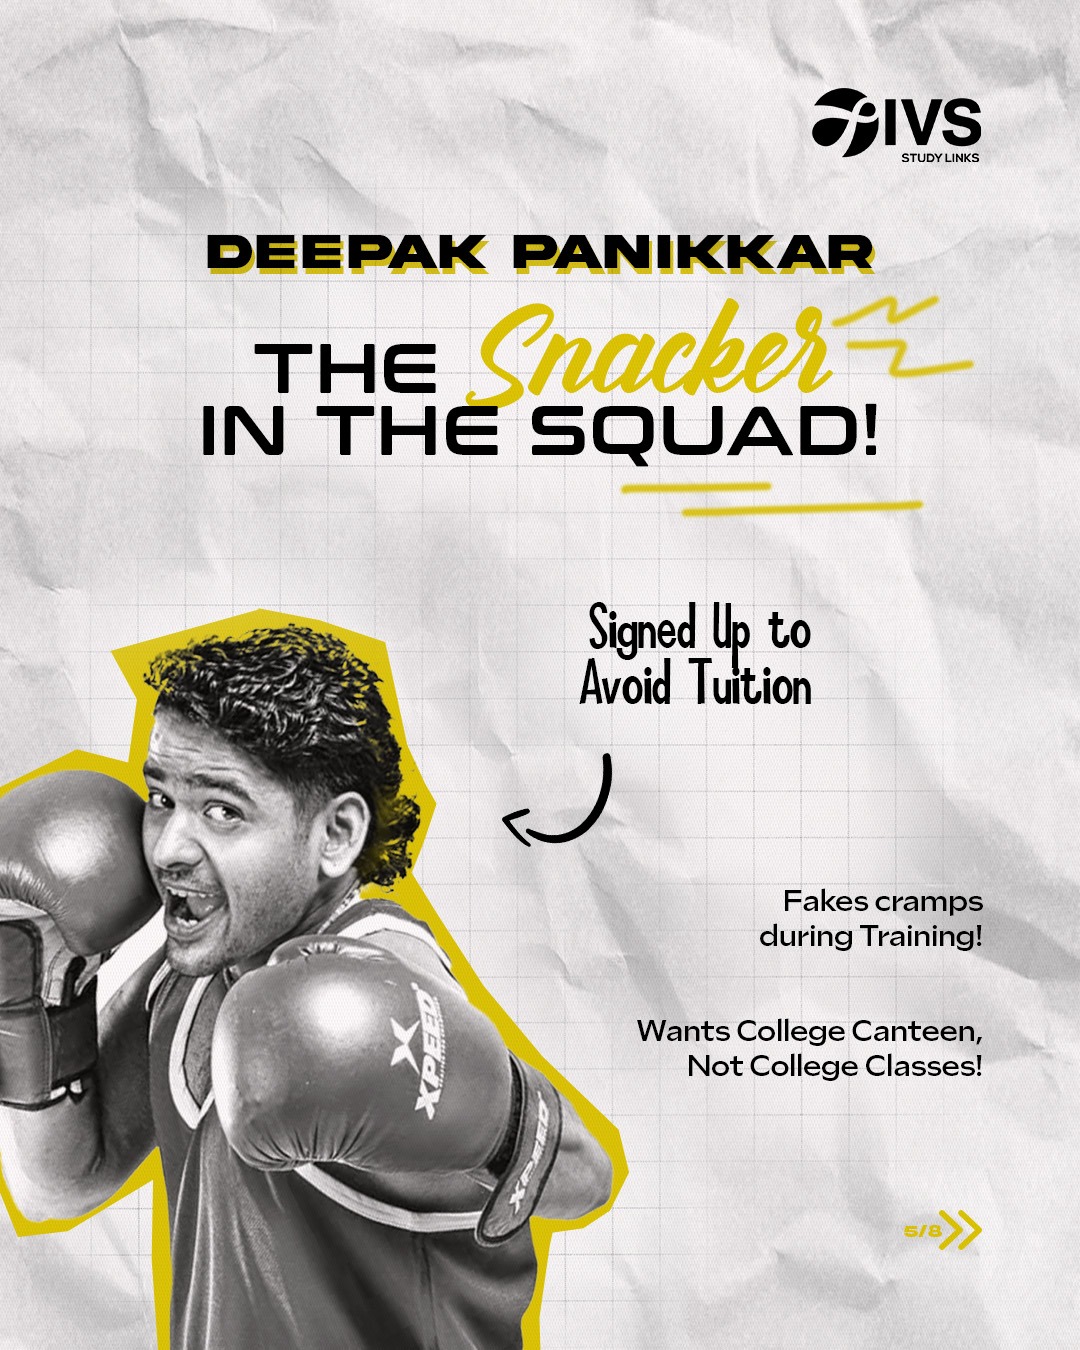 IVS
STUDY LINKS
DEEPAK PANIKKAR
THE Snacker
IN THE SQUAD!
Signed Up to
Avoid Tuition
Fakes cramps
during Training!
Wants College Canteen,
Not College Classes!
XPEED
XPEED
5/8